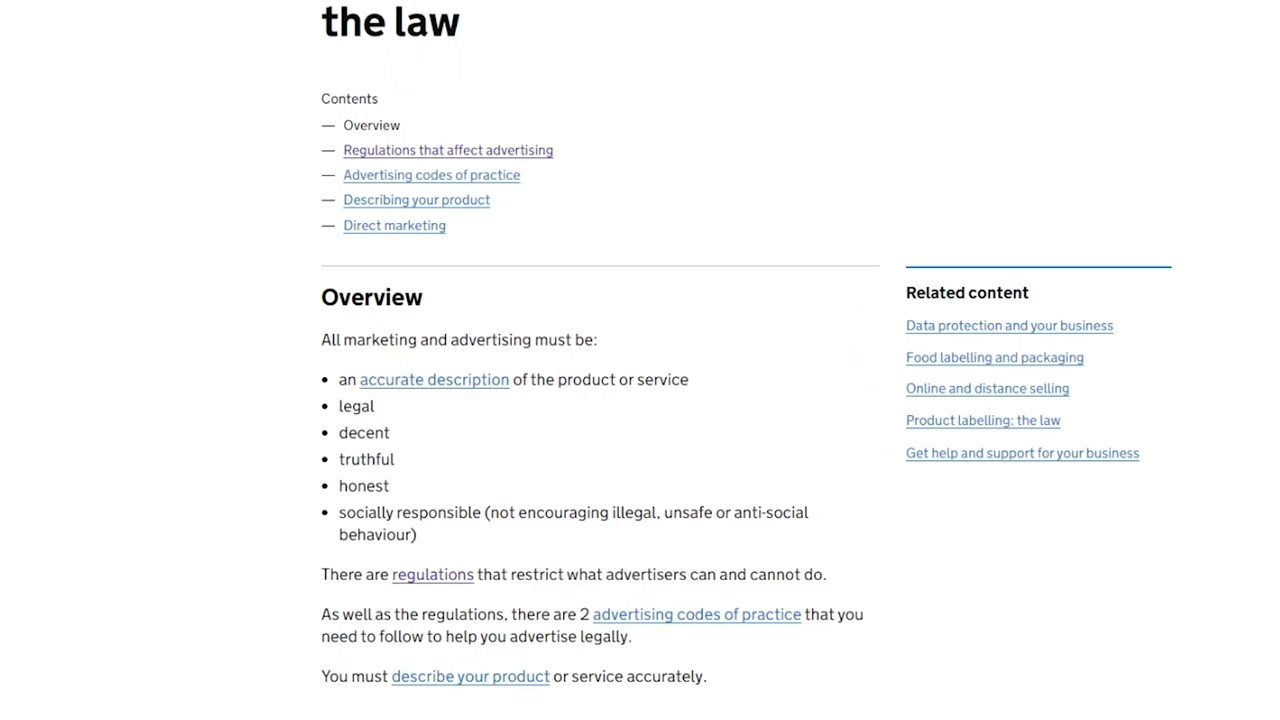 the law
Contents
— Overview
— Regulations that affect advertising
— Advertising codes of practice
— Describing your product
— Direct marketing
Overview
All marketing and advertising must be:
• an accurate description of the product or service
• legal
• decent
• truthful
• honest
• socially responsible (not encouraging illegal, unsafe or anti-social
behaviour)
There are regulations that restrict what advertisers can and cannot do.
As well as the regulations, there are 2 advertising codes of practice that you
need to follow to help you advertise legally.
You must describe your product or service accurately.
Related content
Data protection and your business
Food labelling and packaging
Online and distance selling
Product labelling: the law
Get help and support for your business